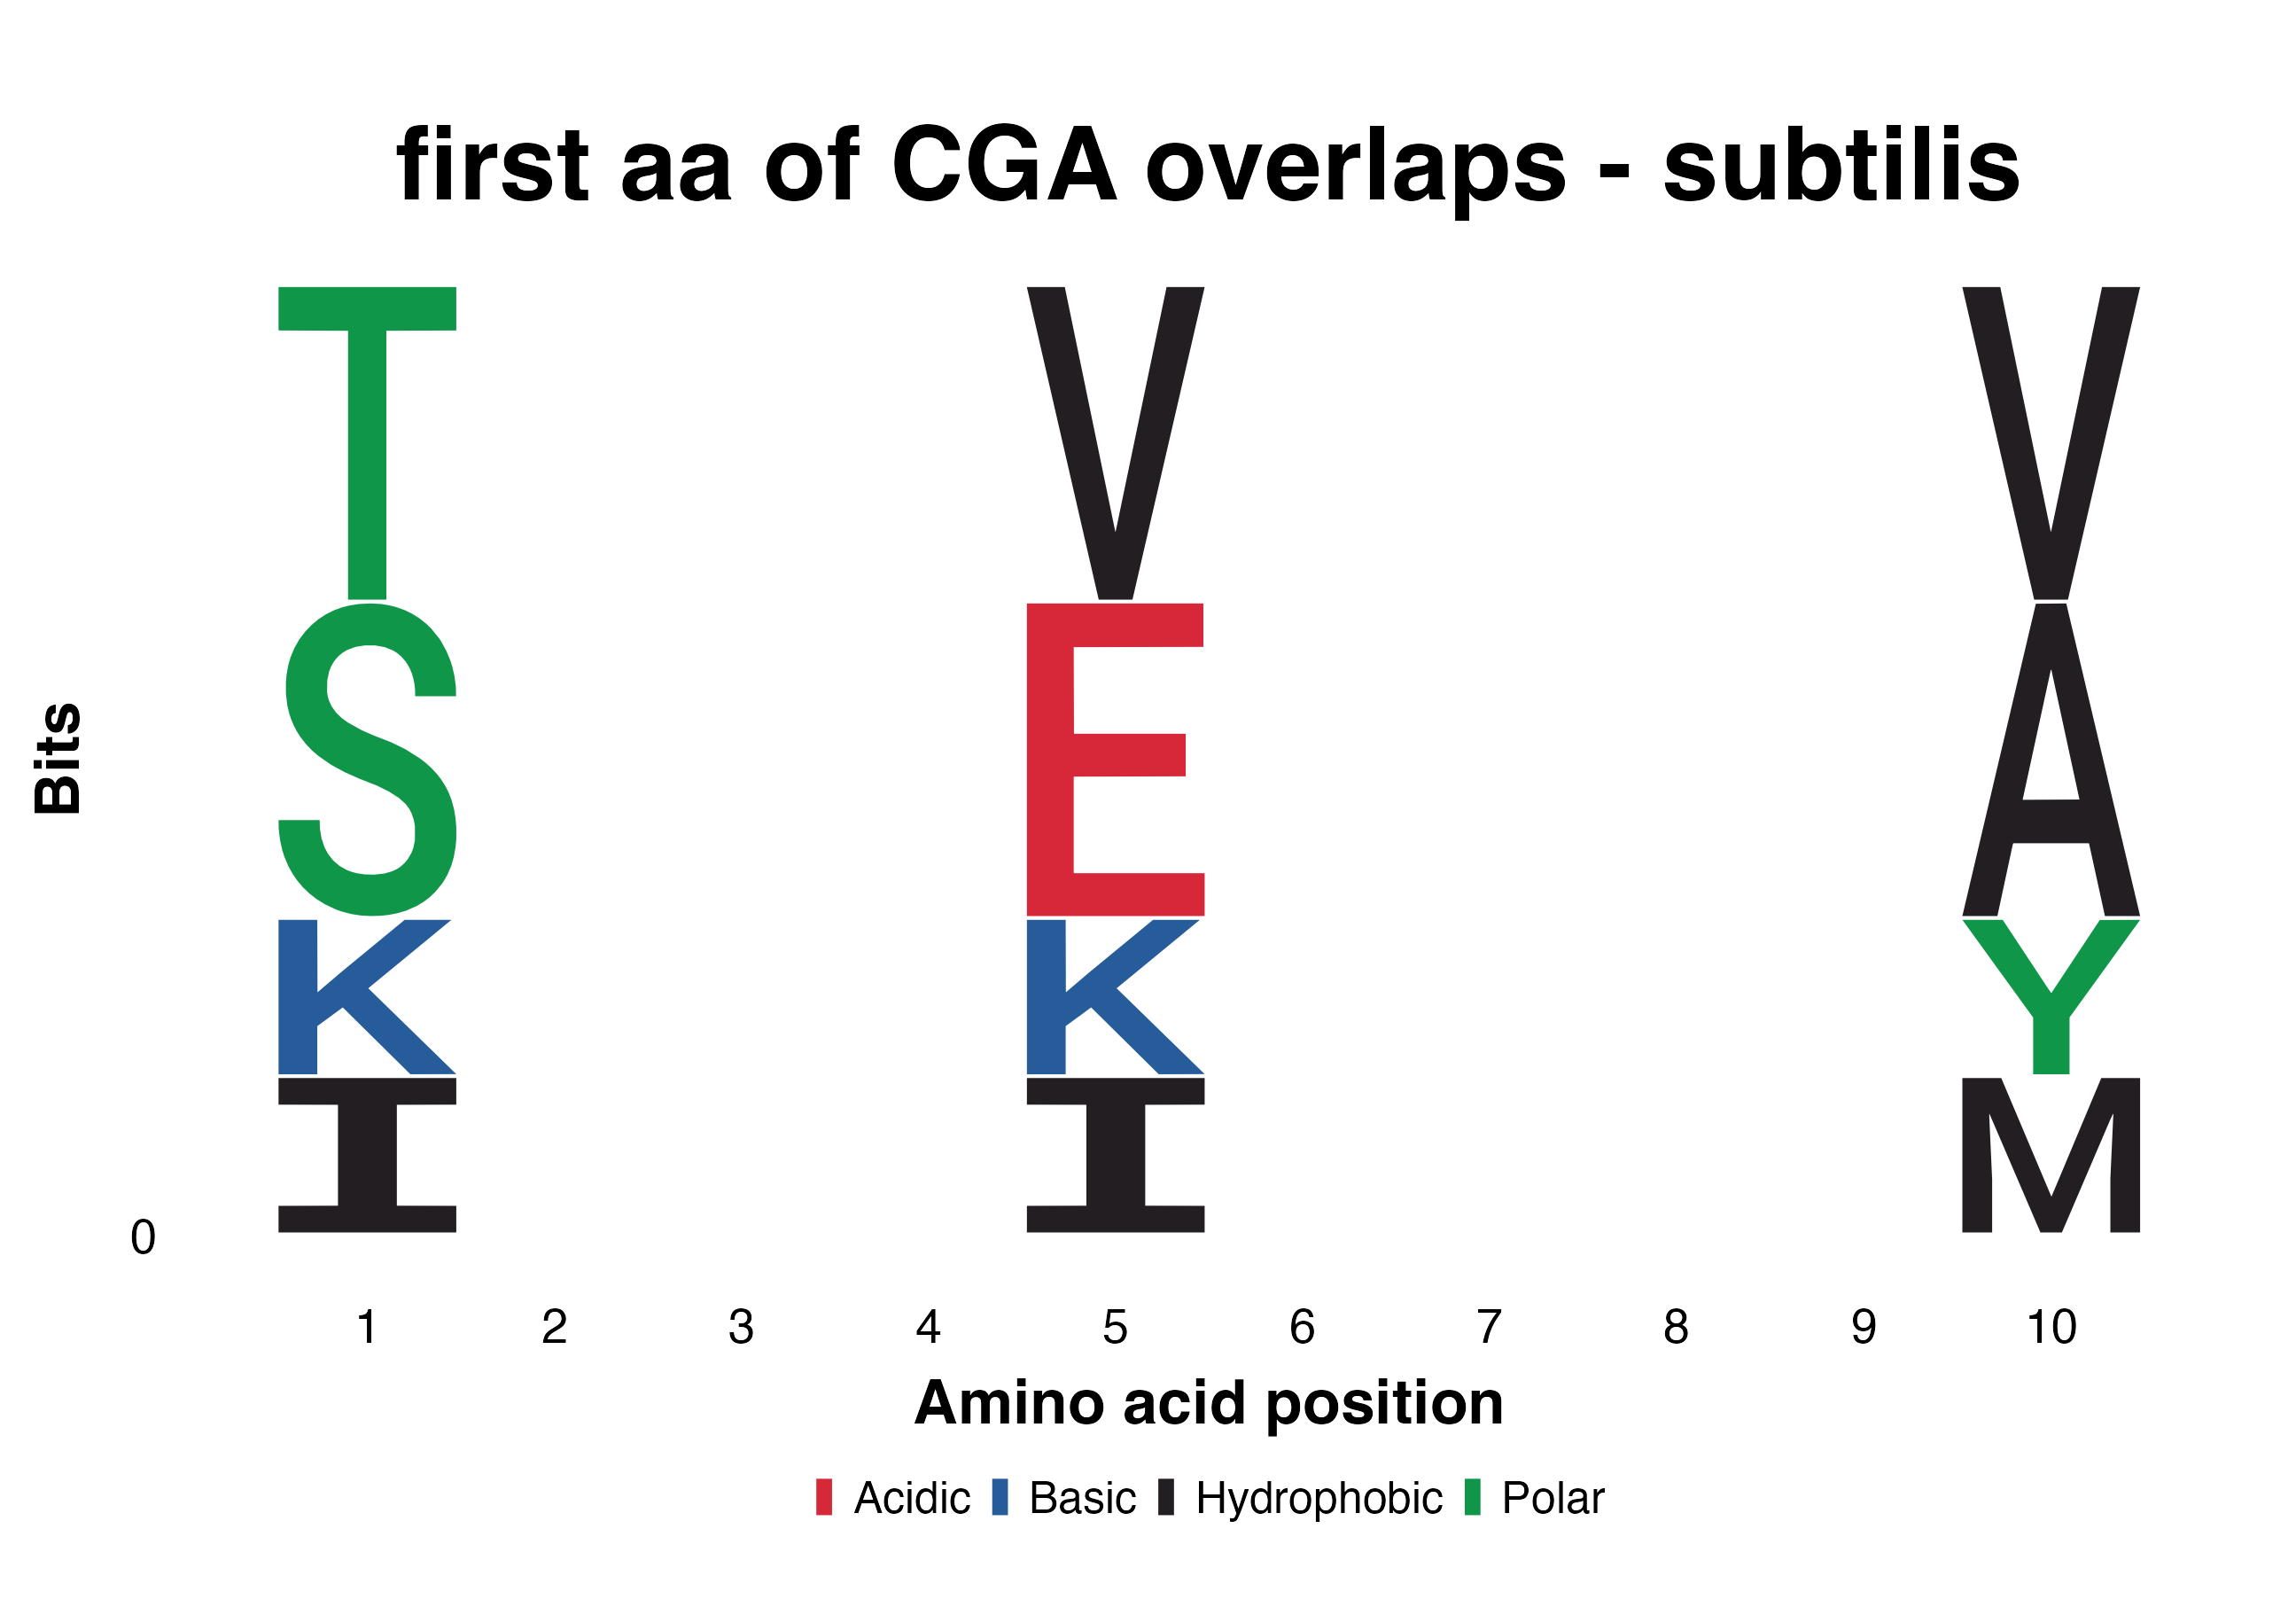 first aa of CGA overlaps - subtilis
T V V
S E A
K K Y
I I M
Bits
0
1 2 3 4 5 6 7 8 9 10
Amino acid position
Acidic Basic Hydrophobic Polar